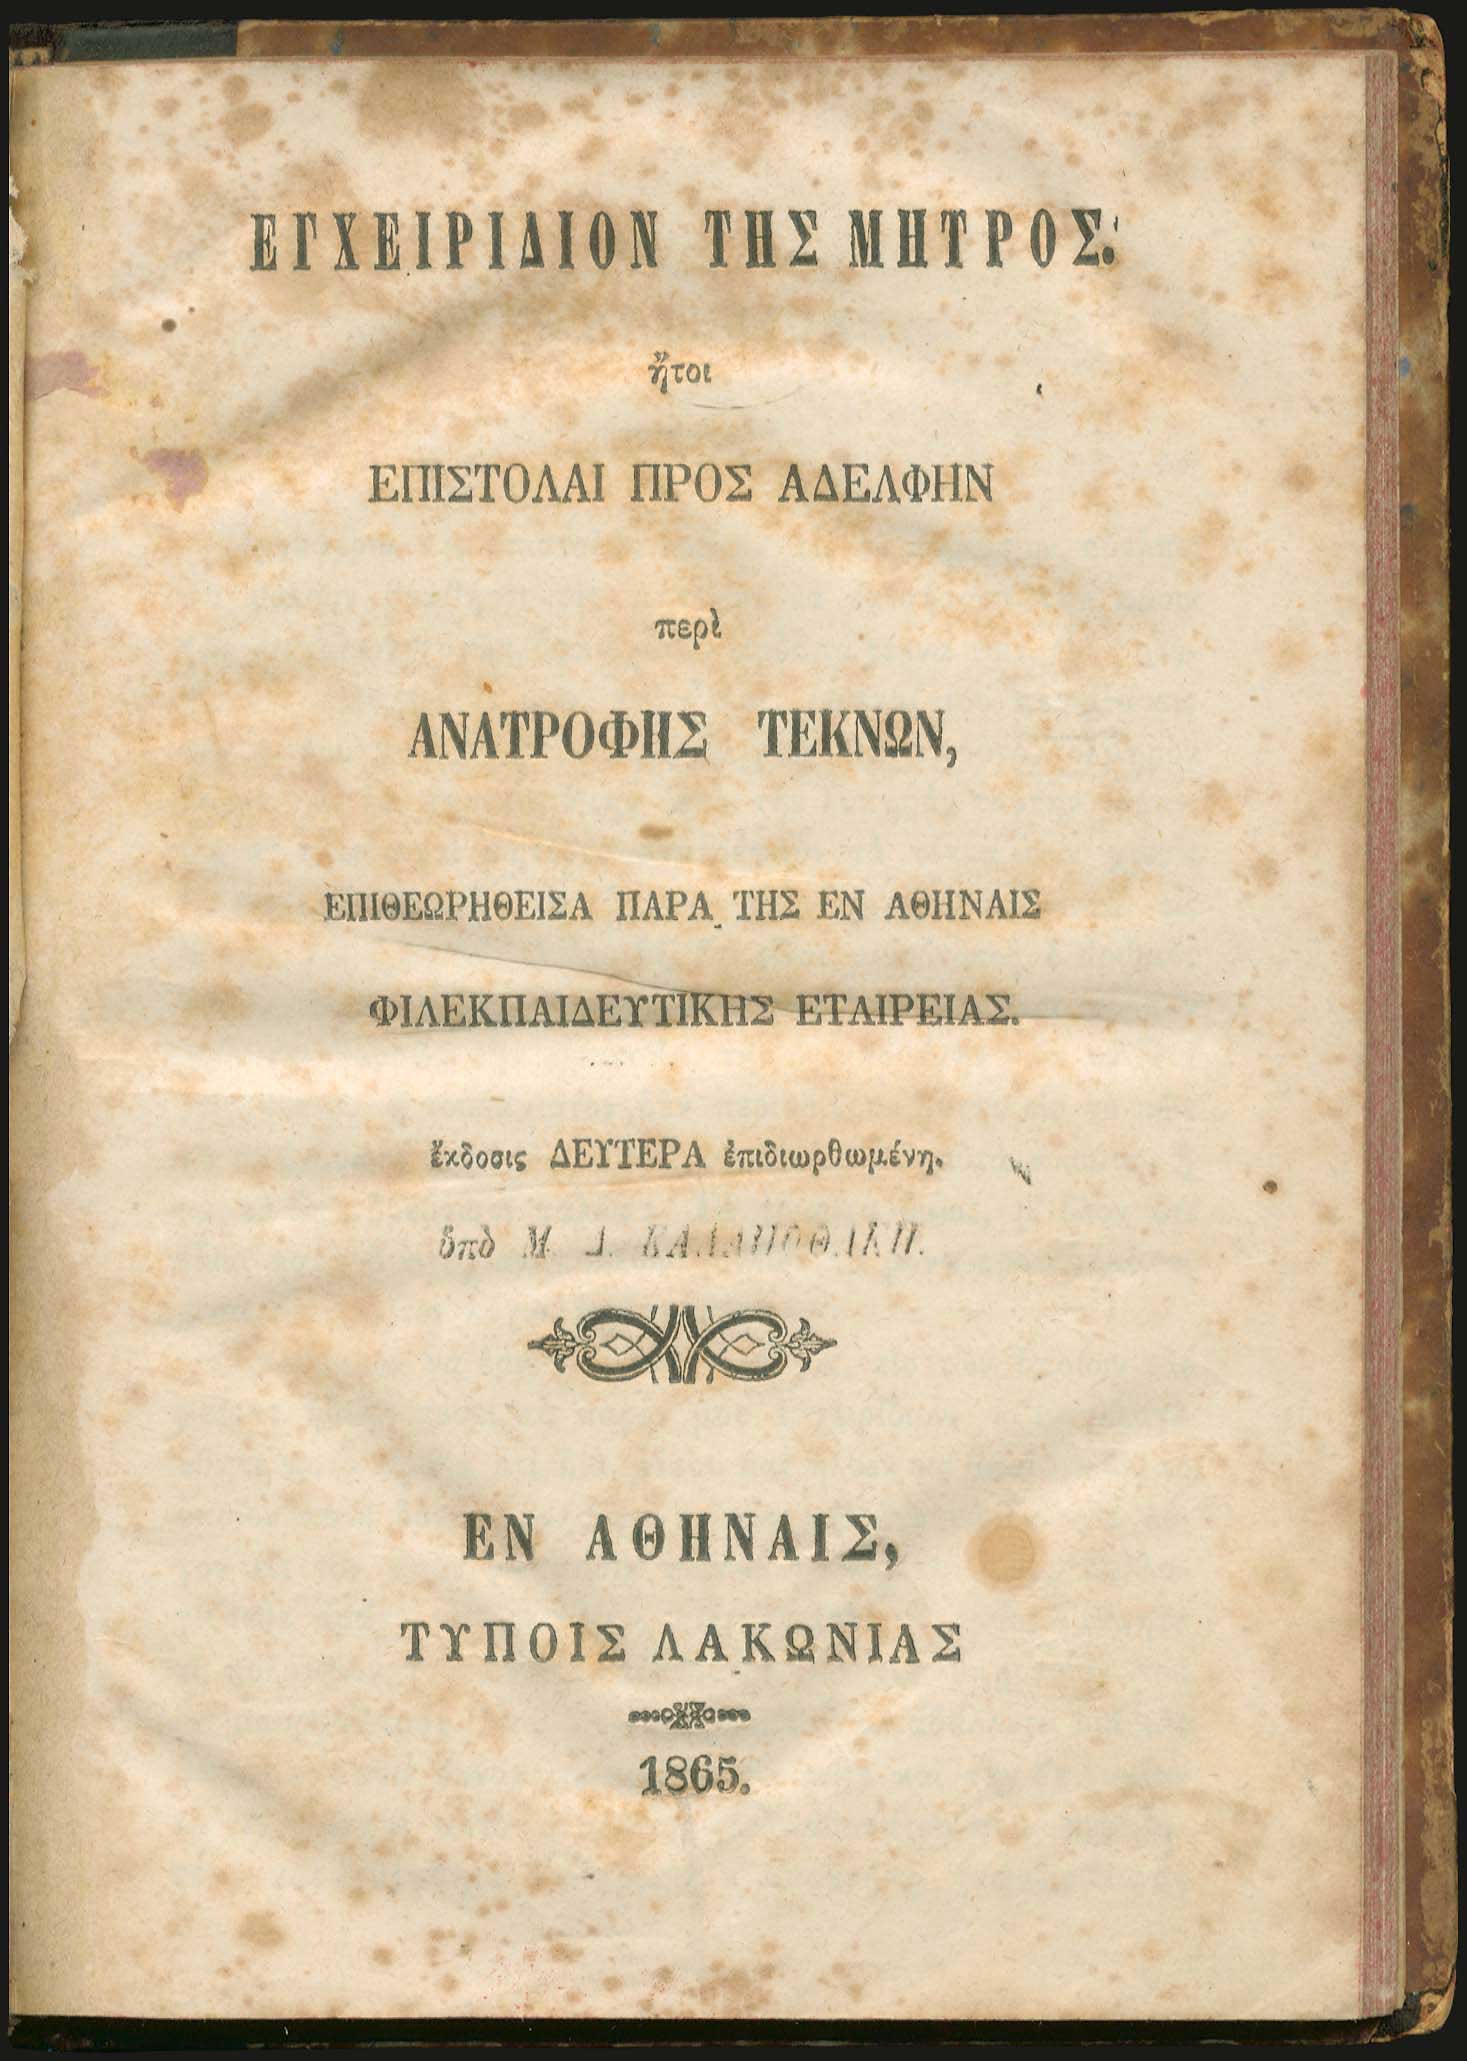 ΕΓΧΕΙΡΙΔΙΟΝ ΤΗΣ ΜΗΤΡΟΣ.
ἤτοι
ΕΠΙΣΤΟΛΑΙ ΠΡΟΣ ΑΔΕΛΦΗΝ
περὶ
ΑΝΑΤΡΟΦΗΣ ΤΕΚΝΩΝ,
ΕΠΙΘΕΩΡΗΘΕΙΣΑ ΠΑΡΑ ΤΗΣ ΕΝ ΑΘΗΝΑΙΣ
ΦΙΛΕΚΠΑΙΔΕΥΤΙΚΗΣ ΕΤΑΙΡΕΙΑΣ.
ἔκδοσις ΔΕΥΤΕΡΑ ἐπιδιωρθωμένη.
ὑπὸ Μ. Δ.
ΕΝ ΑΘΗΝΑΙΣ,
ΤΥΠΟΙΣ ΛΑΚΩΝΙΑΣ
1865.